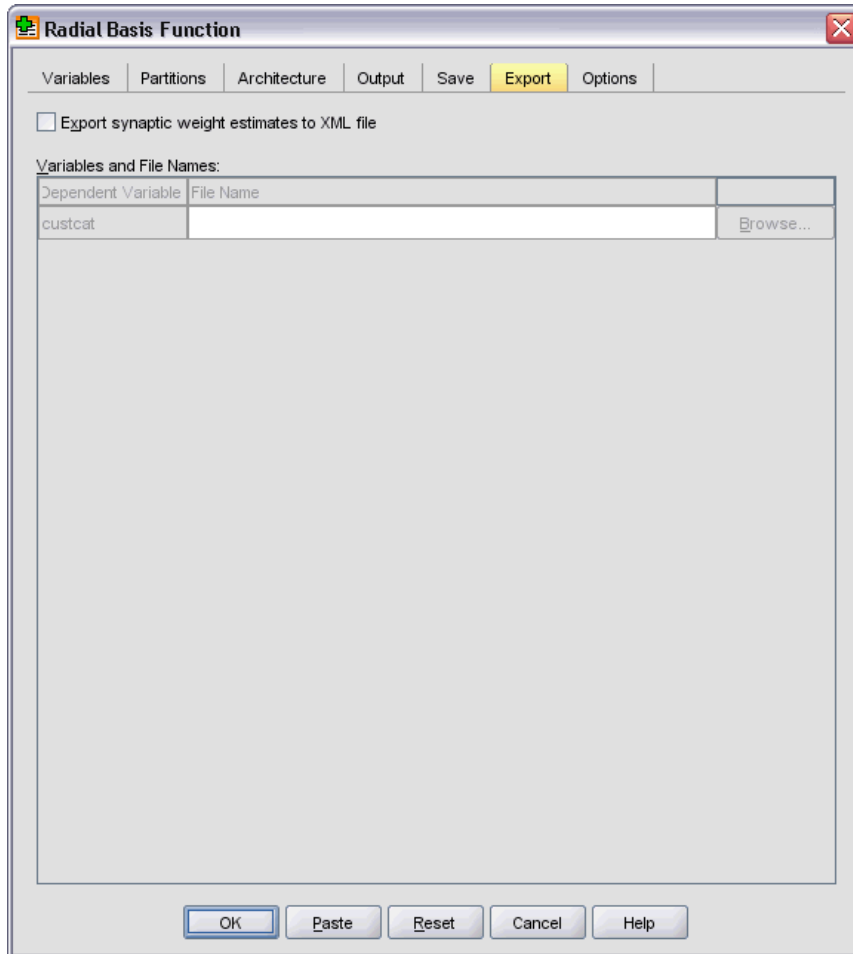 Radial Basis Function
Variables Partitions Architecture Output Save Export Options
Export synaptic weight estimates to XML file
Variables and File Names:
Dependent Variable File Name
custcat Browse...
OK Paste Reset Cancel Help